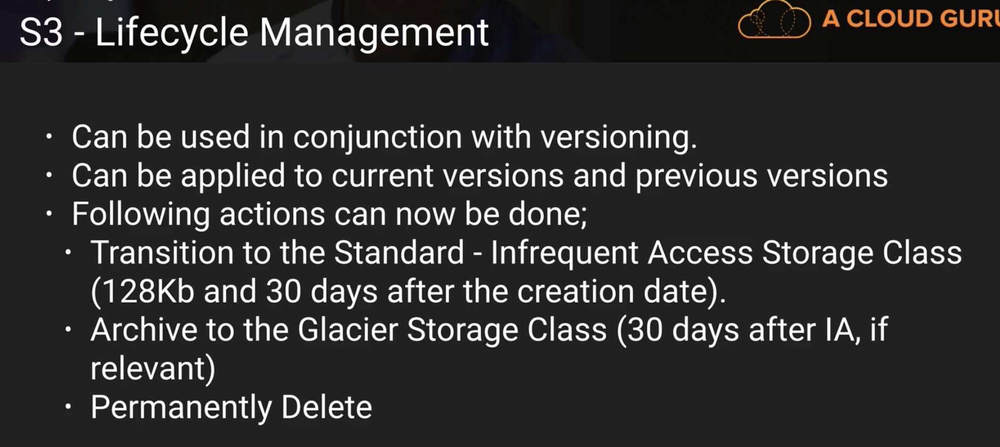 S3 - Lifecycle Management
A CLOUD GURU
· Can be used in conjunction with versioning.
· Can be applied to current versions and previous versions
· Following actions can now be done;
· Transition to the Standard - Infrequent Access Storage Class
(128Kb and 30 days after the creation date).
· Archive to the Glacier Storage Class (30 days after IA, if
relevant)
· Permanently Delete